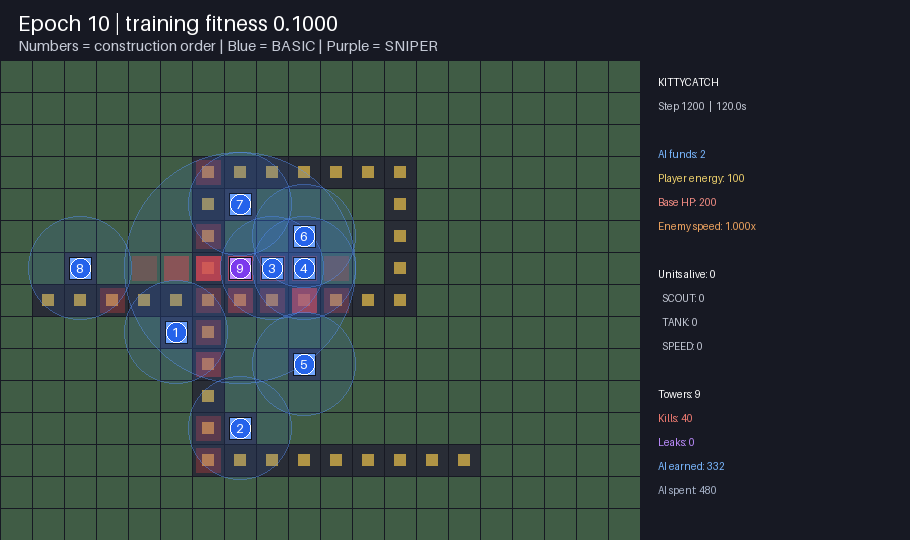 Epoch 10 | training fitness 0.1000
Numbers = construction order | Blue = BASIC | Purple = SNIPER
KITTYCATCH
Step 1200 | 120.0s
AI funds: 2
Player energy: 100
Base HP: 200
Enemy speed: 1.000x
Units alive: 0
SCOUT: 0
TANK: 0
SPEED: 0
Towers: 9
Kills: 40
Leaks: 0
AI earned: 332
AI spent: 480
7
6
8 9 3 4
1
5
2